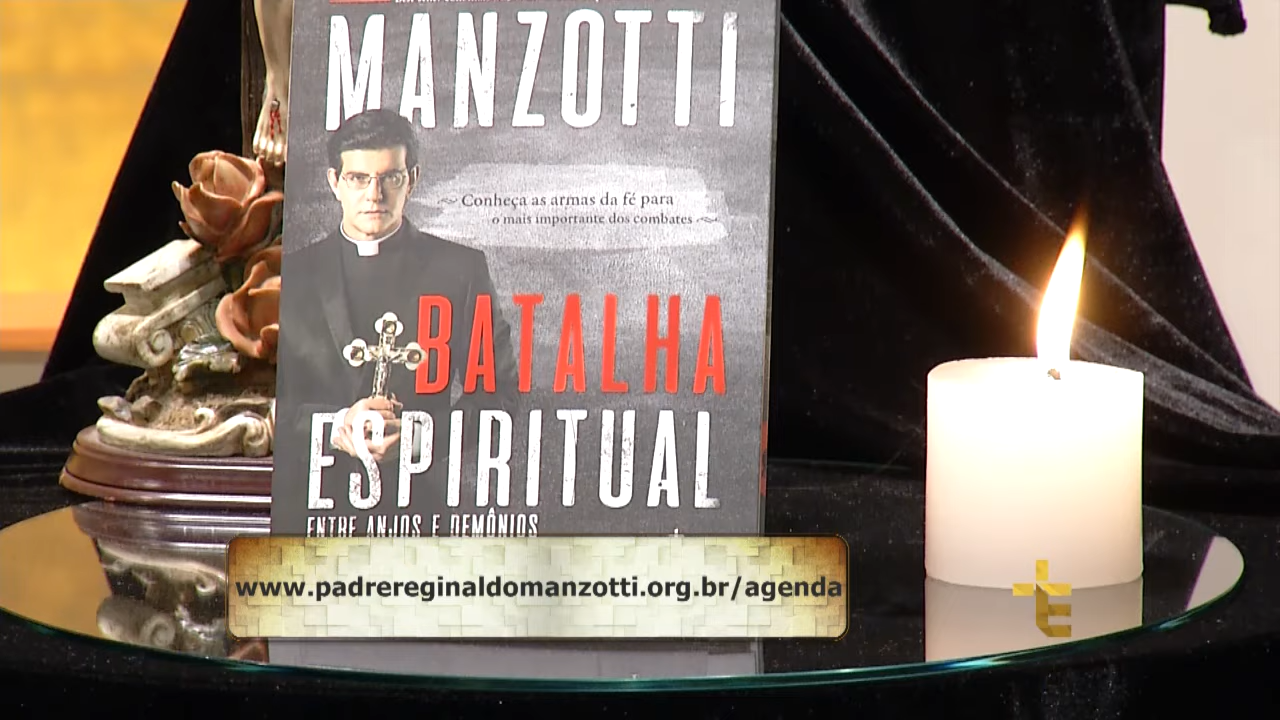 MANZOTTI
Conheça as armas da fé para
o mais importante dos combates
BATALHA
ESPIRITUAL
ENTRE ANJOS E DEMÔNIOS
www.padrereginaldomanzotti.org.br/agenda